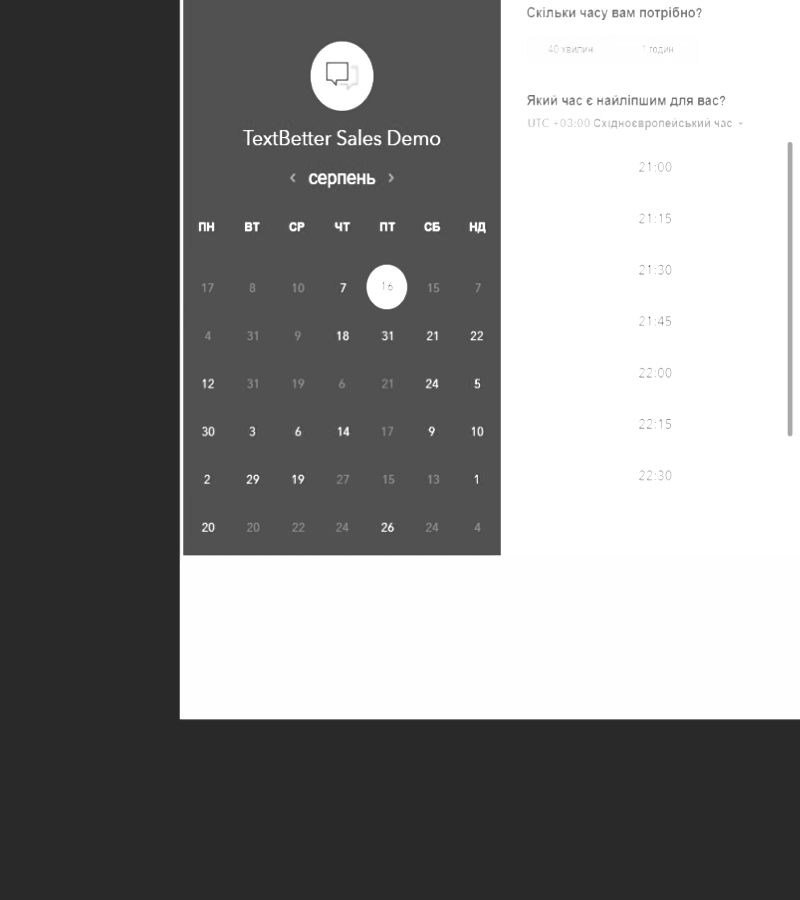 Скільки часу вам потрібно?
40 хвилин 1 годин
Який час є найліпшим для вас?
UTC +03:00 Східноєвропейський час
21:00
21:15
21:30
21:45
22:00
22:15
22:30
TextBetter Sales Demo
‹ серпень ›
ПН ВТ СР ЧТ ПТ СБ НД
17 8 10 7 16 15 7
4 31 9 18 31 21 22
12 31 19 6 21 24 5
30 3 6 14 17 9 10
2 29 19 27 15 13 1
20 20 22 24 26 24 4